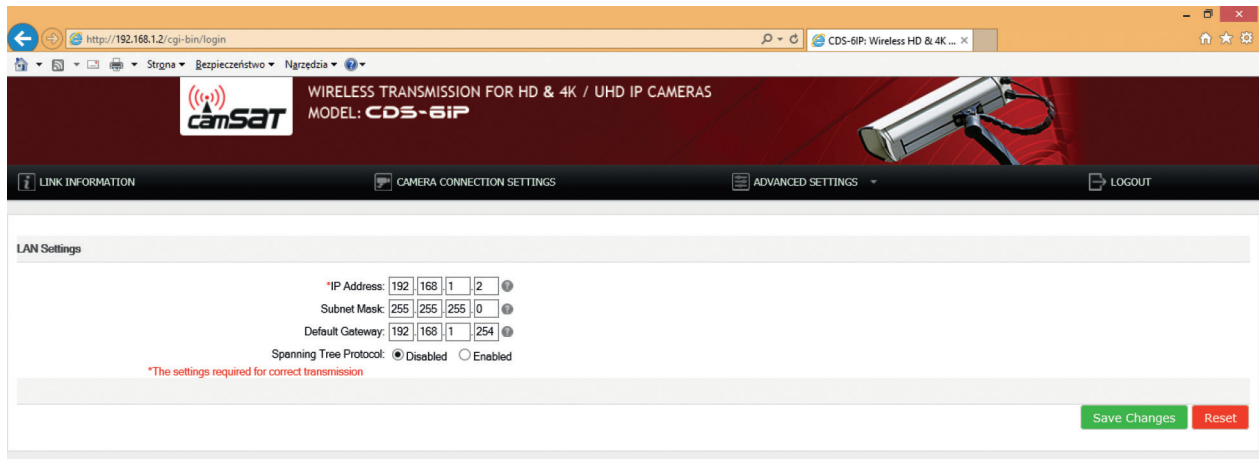 http://192.168.1.2/cgi-bin/login
CDS-6IP: Wireless HD & 4K ...
Strona Bezpieczeństwo Narzędzia
(((•))) camSAT
WIRELESS TRANSMISSION FOR HD & 4K / UHD IP CAMERAS
MODEL: CDS-6iP
LINK INFORMATION CAMERA CONNECTION SETTINGS ADVANCED SETTINGS LOGOUT
LAN Settings
*IP Address: 192 . 168 . 1 . 2
Subnet Mask: 255 . 255 . 255 . 0
Default Gateway: 192 . 168 . 1 . 254
Spanning Tree Protocol: Disabled Enabled
*The settings required for correct transmission
Save Changes Reset